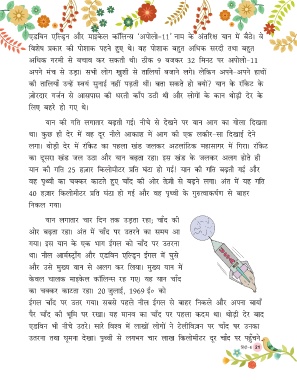 एडविन एल्ड्रिन और माइकेल कॉलिन्स 'अपोलो-11' नाम के अंतरिक्ष यान में बैठे। वे
विशेष प्रकार की पोशाक पहने हुए थे। यह पोशाक बहुत अधिक सरदी तथा बहुत
अधिक गरमी से बचाव कर सकती थी। ठीक 9 बजकर 32 मिनट पर अपोलो-11
अपने मंच से उड़ा। सभी लोग खुशी से तालियाँ बजाने लगे। लेकिन अपने-अपने हाथों
की तालियाँ उन्हें स्वयं सुनाई नहीं पड़ती थीं। बता सकते हो क्यों? यान के रॉकेट के
ज़ोरदार गर्जन से आसपास की धरती काँप उठी थी और लोगों के कान थोड़ी देर के
लिए बहरे हो गए थे।
यान की गति लगातार बढ़ती गई। नीचे से देखने पर यान आग का गोला दिखता
था। कुछ ही देर में वह दूर नीले आकाश में आग की एक लकीर-सा दिखाई देने
लगा। थोड़ी देर में रॉकेट का पहला खंड जलकर अटलांटिक महासागर में गिरा। रॉकेट
का दूसरा खंड जल उठा और यान बढ़ता रहा। इस खंड के जलकर अलग होते ही
यान की गति 25 हज़ार किलोमीटर प्रति घंटा हो गई। यान की गति बढ़ती गई और
वह पृथ्वी का चक्कर काटते हुए चाँद की ओर तेज़ी से बढ़ने लगा। अंत में यह गति
40 हज़ार किलोमीटर प्रति घंटा हो गई और वह पृथ्वी के गुरुत्वाकर्षण से बाहर
निकल गया।
यान लगातार चार दिन तक उड़ता रहा; चाँद की
ओर बढ़ता रहा। अंत में चाँद पर उतरने का समय आ
गया। इस यान के एक भाग ईगल को चाँद पर उतरना
था। नील आर्मस्ट्रांग और एडविन एल्ड्रिन ईगल में घुसे
और उसे मुख्य यान से अलग कर लिया। मुख्य यान में
केवल चालक माइकेल कॉलिन्स रह गए। वह यान चाँद
का चक्कर काटता रहा। 20 जुलाई, 1969 ई० को
ईगल चाँद पर उतर गया। सबसे पहले नील ईगल से बाहर निकले और अपना बायाँ
पैर चाँद की भूमि पर रखा। यह मानव का चाँद पर पहला कदम था। थोड़ी देर बाद
एडविन भी नीचे उतरे। सारे विश्व में लाखों लोगों ने टेलीविज़न पर चाँद पर उनका
उतरना तथा घूमना देखा। पृथ्वी से लगभग चार लाख किलोमीटर दूर चाँद पर पहुँचने